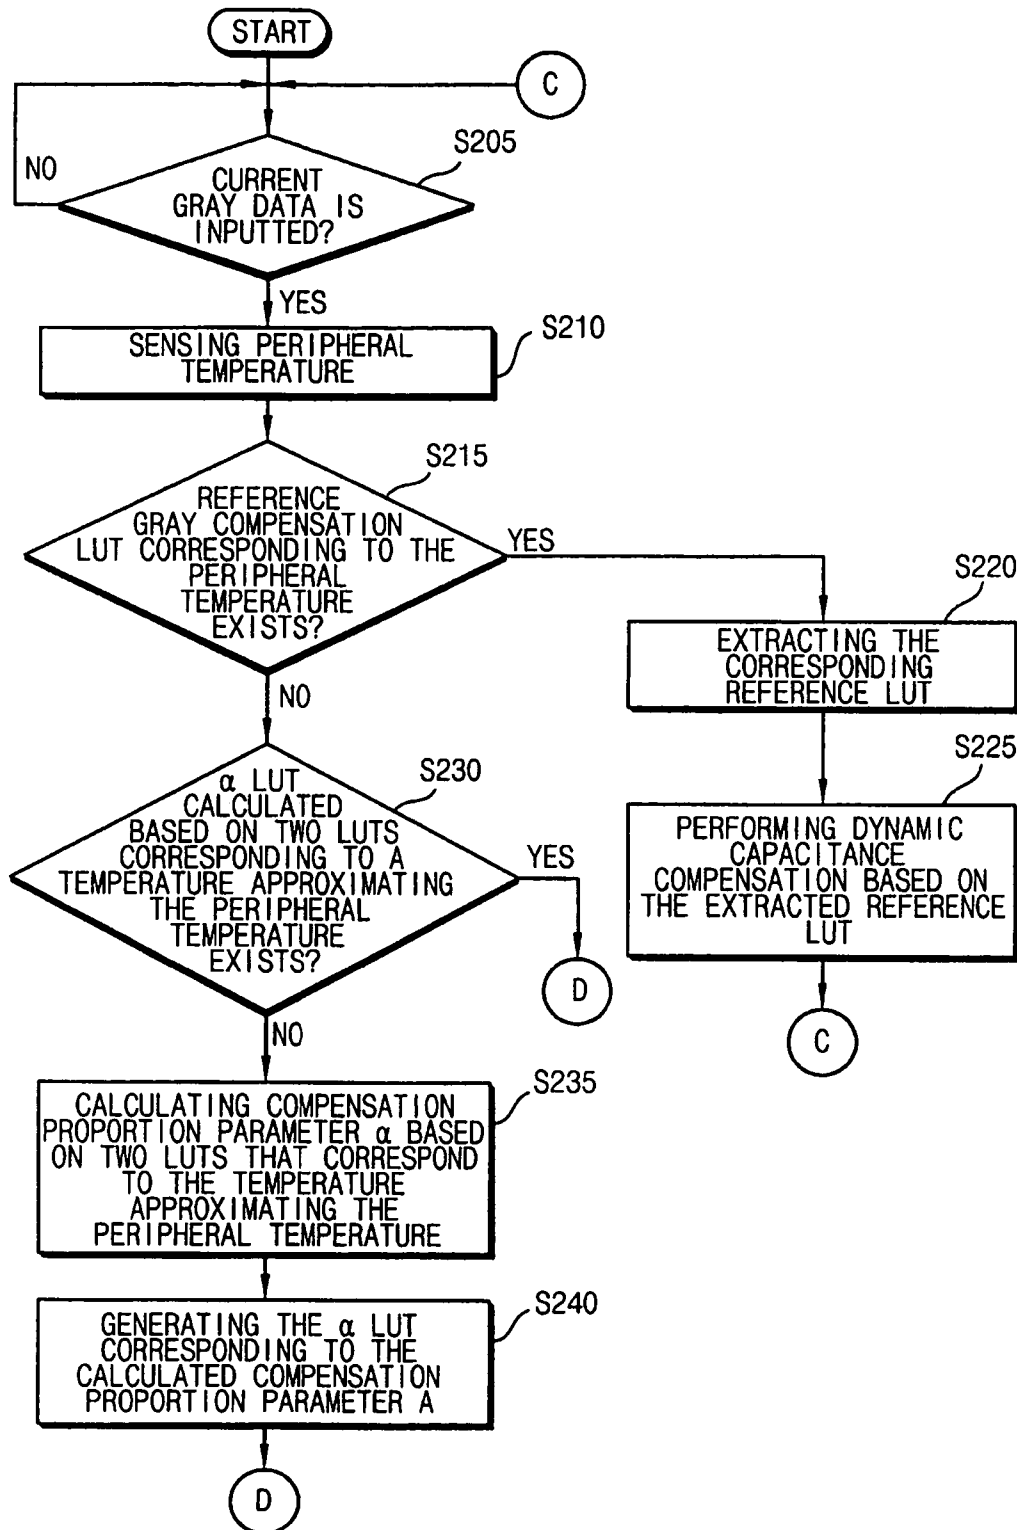 START
C
S205
NO
CURRENT
GRAY DATA IS
INPUTTED?
YES
S210
SENSING PERIPHERAL
TEMPERATURE
S215
REFERENCE
GRAY COMPENSATION
LUT CORRESPONDING TO THE
PERIPHERAL
TEMPERATURE
EXISTS?
YES
NO
S220
EXTRACTING THE
CORRESPONDING
REFERENCE LUT
S225
PERFORMING DYNAMIC
CAPACITANCE
COMPENSATION BASED ON
THE EXTRACTED REFERENCE
LUT
C
S230
α LUT
CALCULATED
BASED ON TWO LUTS
CORRESPONDING TO A
TEMPERATURE APPROXIMATING
THE PERIPHERAL
TEMPERATURE
EXISTS?
YES
D
NO
S235
CALCULATING COMPENSATION
PROPORTION PARAMETER α BASED
ON TWO LUTS THAT CORRESPOND
TO THE TEMPERATURE
APPROXIMATING THE
PERIPHERAL TEMPERATURE
S240
GENERATING THE α LUT
CORRESPONDING TO THE
CALCULATED COMPENSATION
PROPORTION PARAMETER A
D